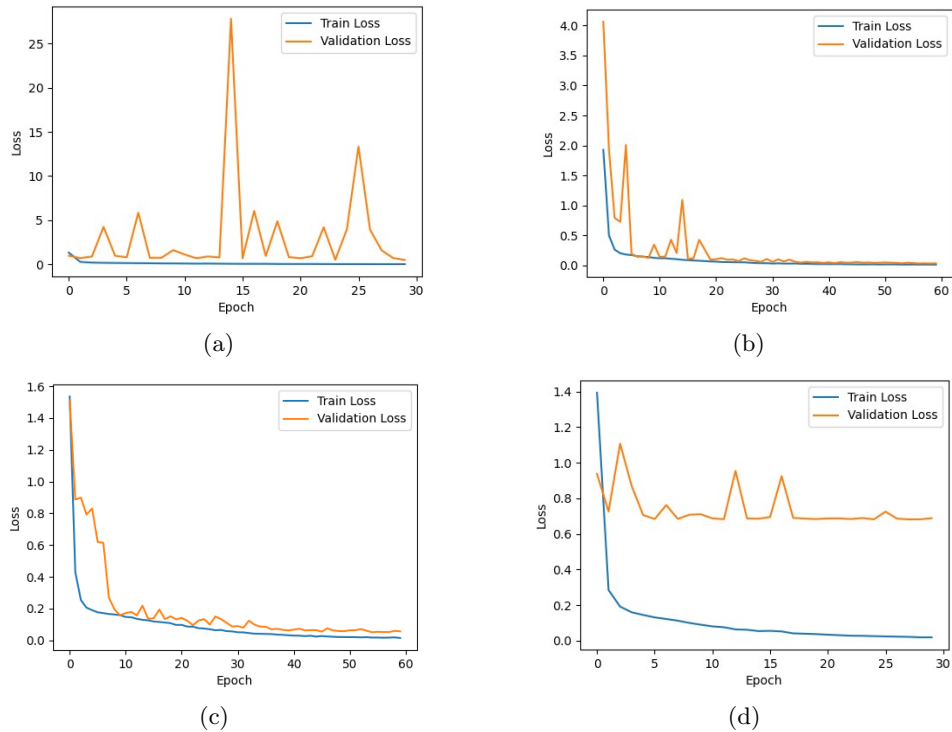 Train Loss
Validation Loss
25
20
15
10
5
0
Loss
0 5 10 15 20 25 30
Epoch
(a)
Train Loss
Validation Loss
4.0
3.5
3.0
2.5
2.0
1.5
1.0
0.5
0.0
Loss
0 10 20 30 40 50 60
Epoch
(b)
Train Loss
Validation Loss
1.6
1.4
1.2
1.0
0.8
0.6
0.4
0.2
0.0
Loss
0 10 20 30 40 50 60
Epoch
(c)
Train Loss
Validation Loss
1.4
1.2
1.0
0.8
0.6
0.4
0.2
0.0
Loss
0 5 10 15 20 25 30
Epoch
(d)